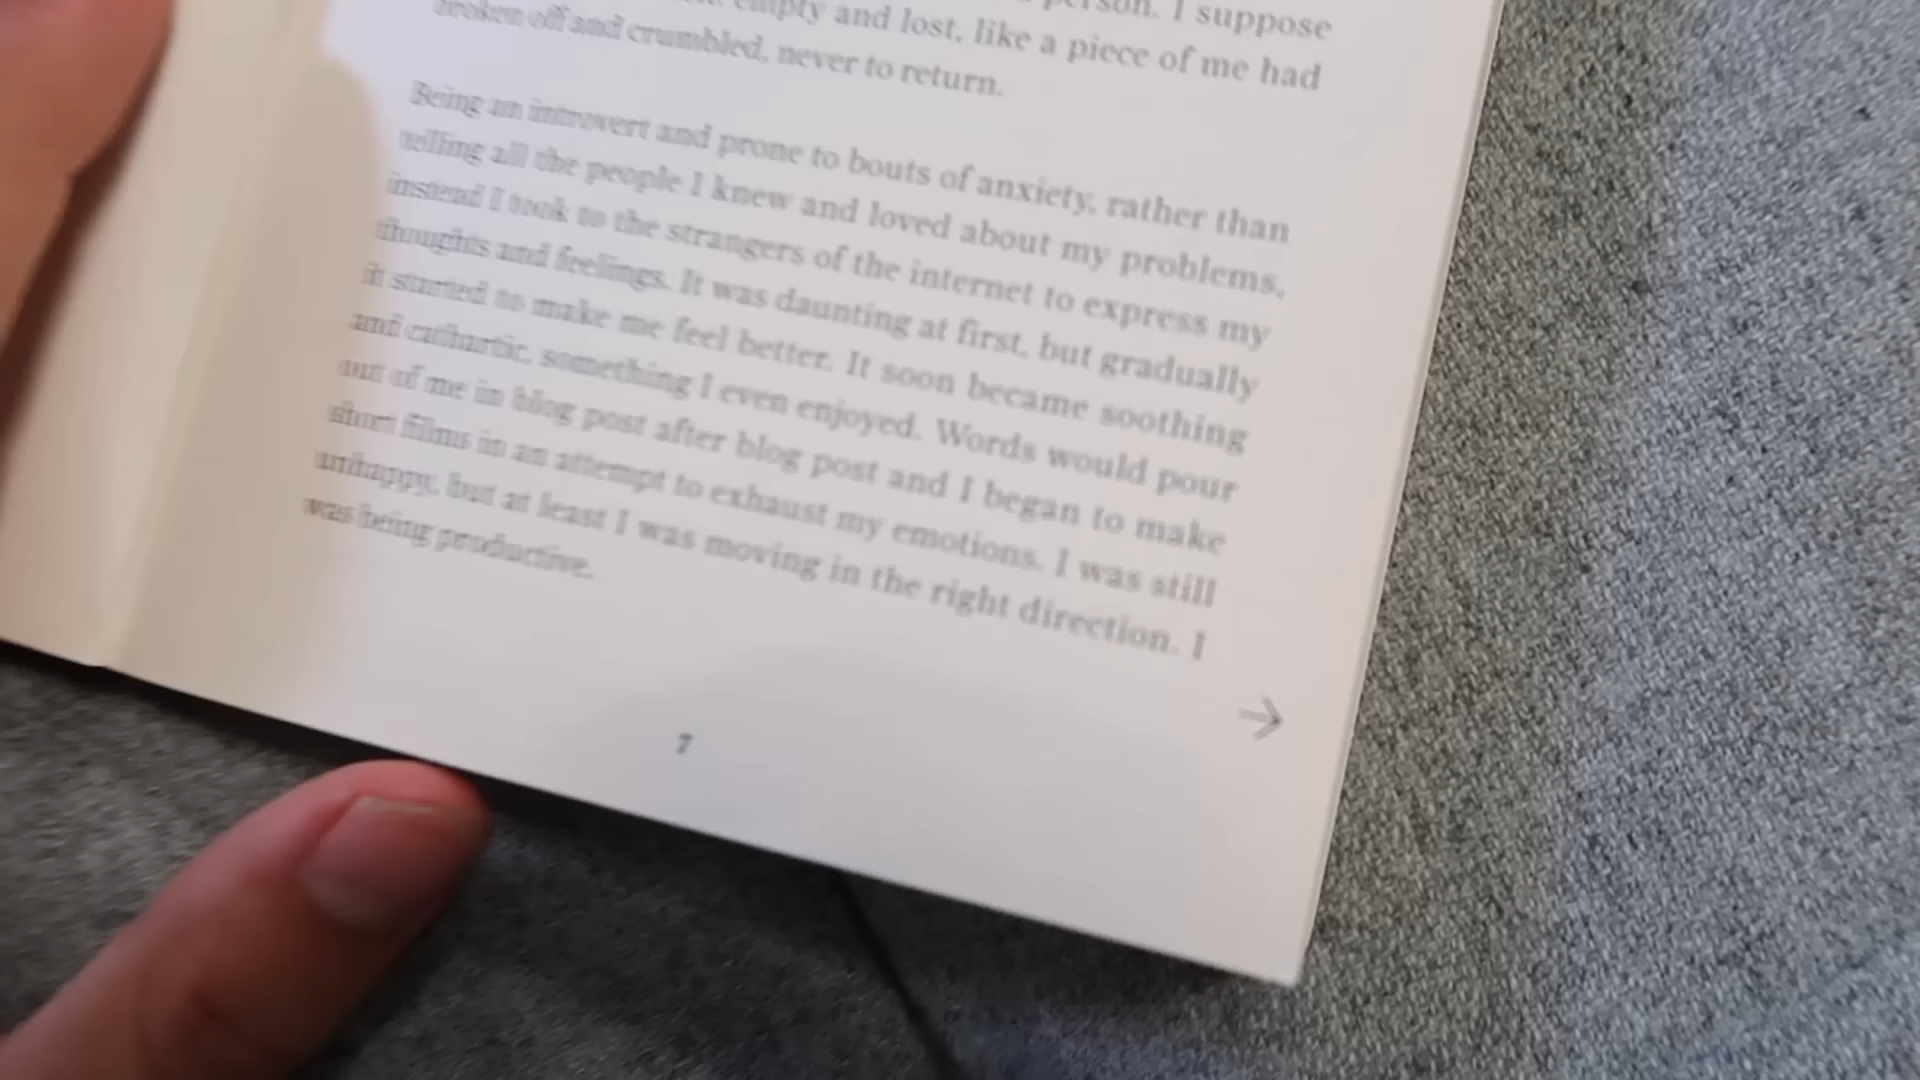 person. I suppose
empty and lost, like a piece of me had
broken off and crumbled, never to return.
Being an introvert and prone to bouts of anxiety, rather than
telling all the people I knew and loved about my problems,
instead I took to the strangers of the internet to express my
thoughts and feelings. It was daunting at first, but gradually
it started to make me feel better. It soon became soothing
and cathartic, something I even enjoyed. Words would pour
out of me in blog post after blog post and I began to make
short films in an attempt to exhaust my emotions. I was still
unhappy, but at least I was moving in the right direction. I
was being productive.
→
7